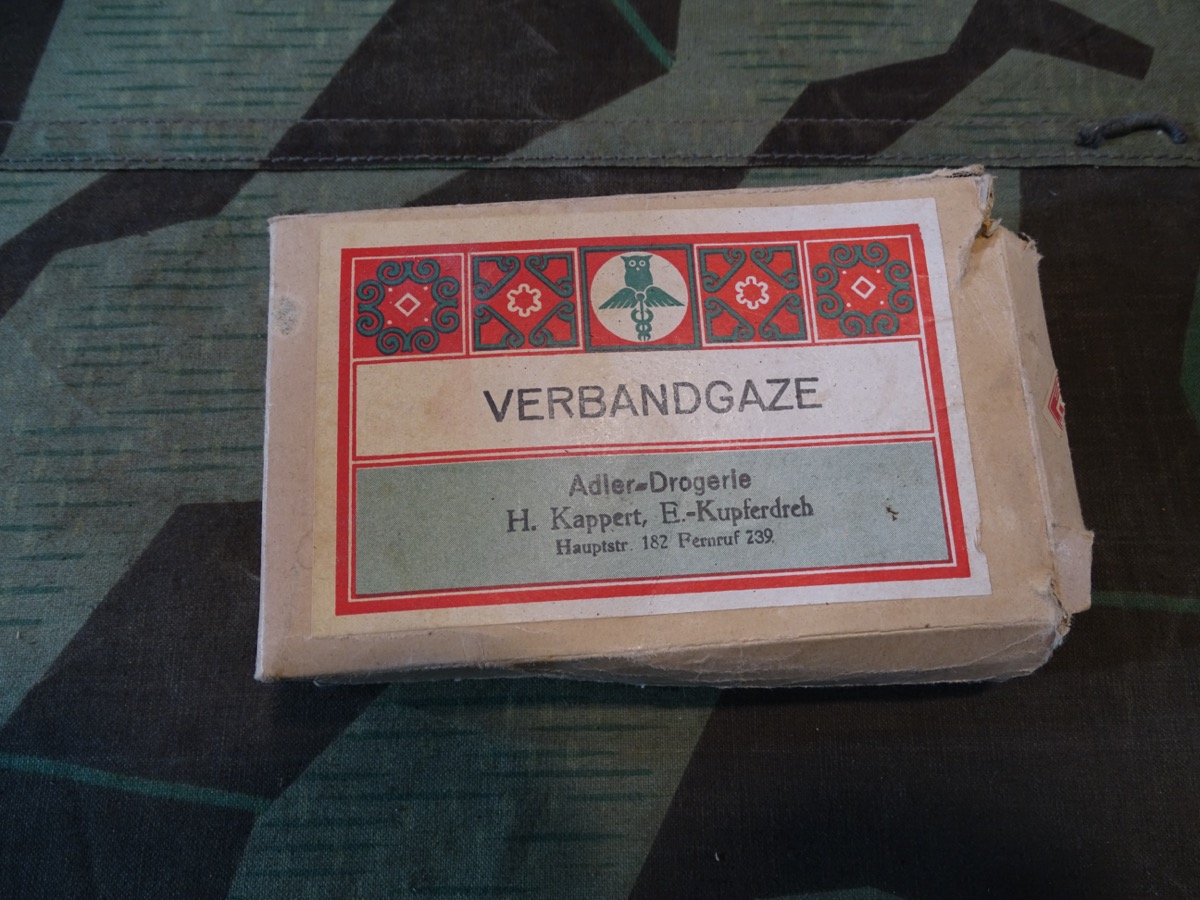 VERBANDGAZE
Adler-Drogerie
H. Kappert, E.-Kupferdreh
Hauptstr. 182 Fernruf 239.